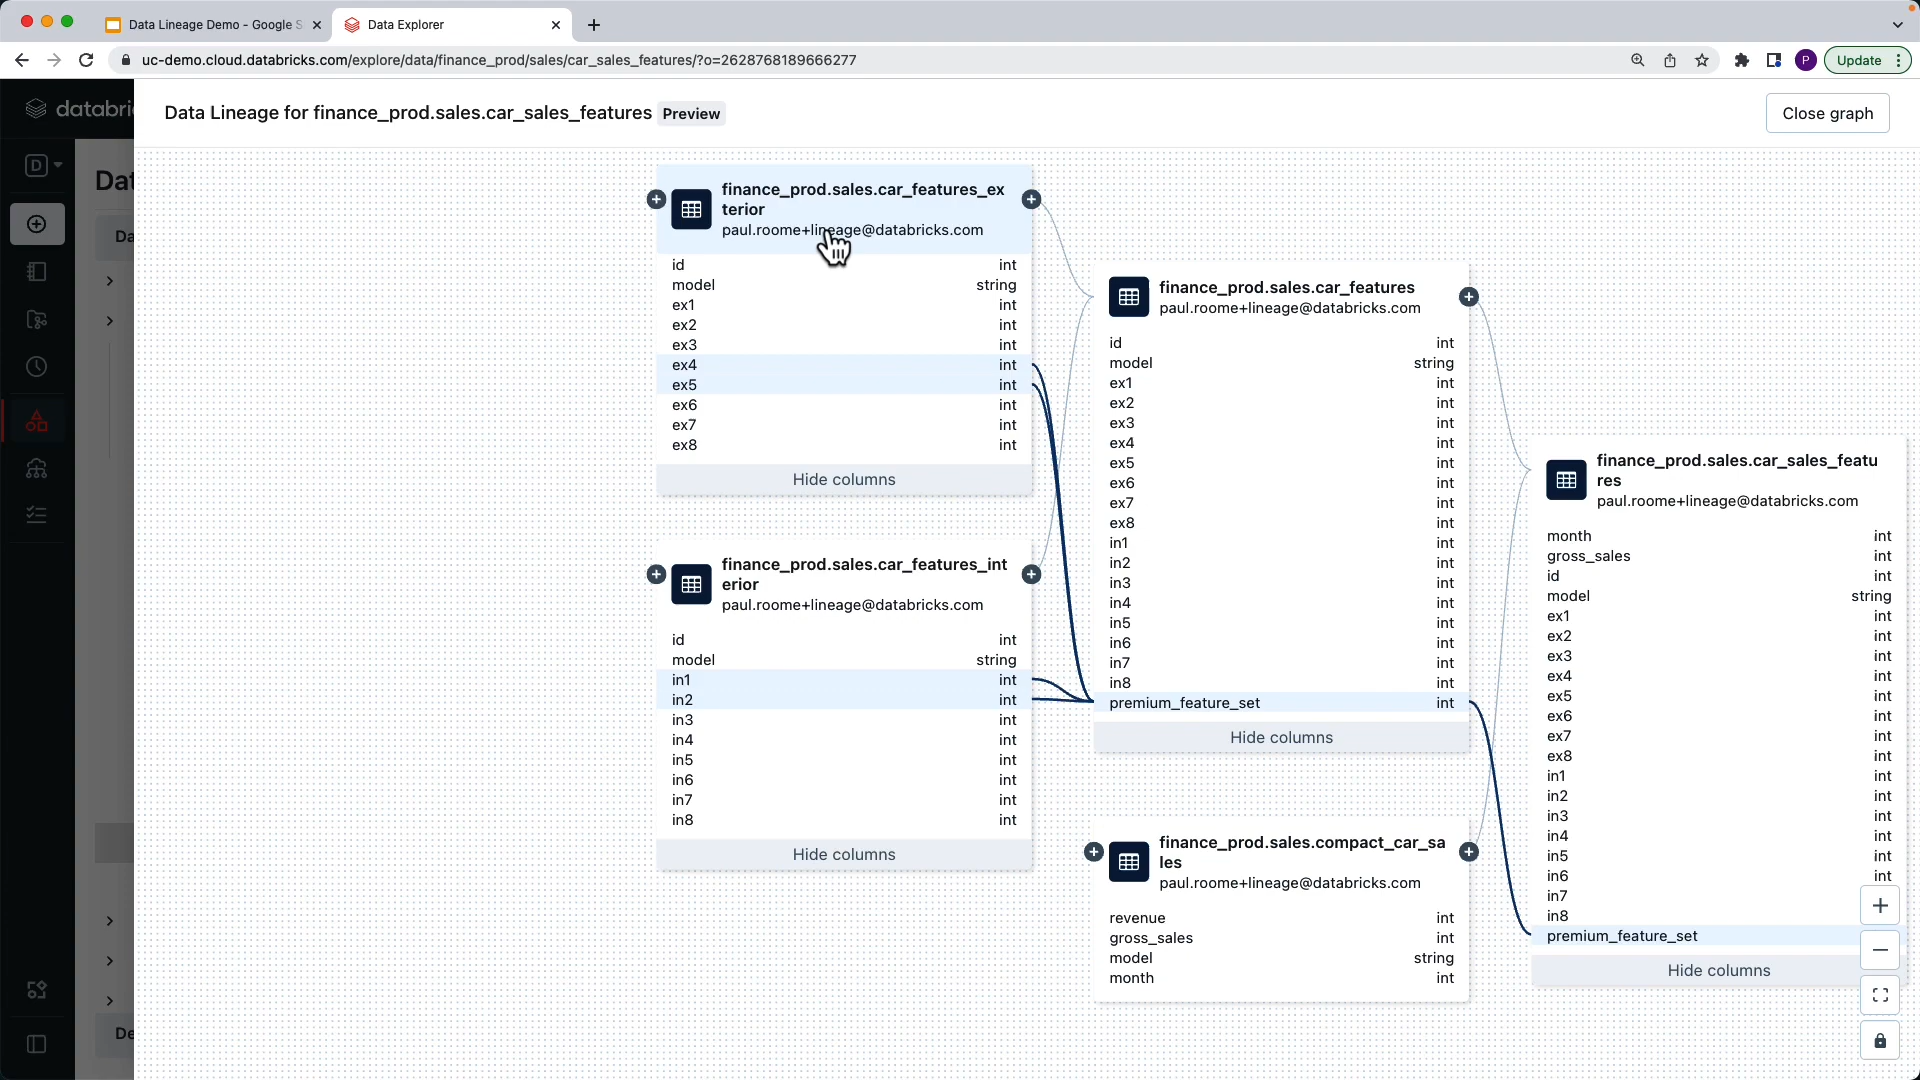 Data Lineage Demo - Google S
Data Explorer
uc-demo.cloud.databricks.com/explore/data/finance_prod/sales/car_sales_features/?o=2628768189666277
P
Update
databri
Data Lineage for finance_prod.sales.car_sales_features
Preview
Close graph
D
Dat
Da
De
finance_prod.sales.car_features_ex
terior
paul.roome+lineage@databricks.com
id int
model string
ex1 int
ex2 int
ex3 int
ex4 int
ex5 int
ex6 int
ex7 int
ex8 int
Hide columns
finance_prod.sales.car_features_int
erior
paul.roome+lineage@databricks.com
id int
model string
in1 int
in2 int
in3 int
in4 int
in5 int
in6 int
in7 int
in8 int
Hide columns
finance_prod.sales.car_features
paul.roome+lineage@databricks.com
id int
model string
ex1 int
ex2 int
ex3 int
ex4 int
ex5 int
ex6 int
ex7 int
ex8 int
in1 int
in2 int
in3 int
in4 int
in5 int
in6 int
in7 int
in8 int
premium_feature_set int
Hide columns
finance_prod.sales.compact_car_sa
les
paul.roome+lineage@databricks.com
revenue int
gross_sales int
model string
month int
finance_prod.sales.car_sales_featu
res
paul.roome+lineage@databricks.com
month int
gross_sales int
id int
model string
ex1 int
ex2 int
ex3 int
ex4 int
ex5 int
ex6 int
ex7 int
ex8 int
in1 int
in2 int
in3 int
in4 int
in5 int
in6 int
in7
in8
premium_feature_set
Hide columns